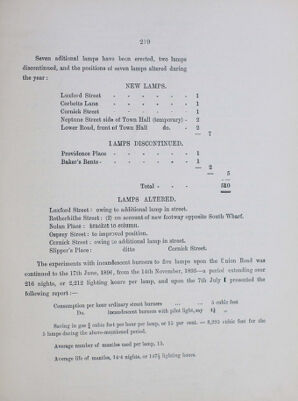 219
Seven aditional lamps have been erected, two lamps
discontinued, and the positions of seven lamps altered during
the year :
NEW LAMPS.
Luxford Street - - - - - 1
Corbetts Lane - - - - - 1
Cornick Street - - - - - 1
Neptune Street side of Town Hall (temporary) - 2
Lower Road, front of Town Hall do. - 2
— 7
LAMPS DISCONTINUED.
Providence Place - - - - - 1
Baker's Rents - - - - - 1
— 2
5
Total - - -
LAMPS ALTERED.
Luxford Street : owing to additional lamp in street.
Rotherhithe Street : (2) on account of new footway opposite South Wharf.
Nolan Place : bracket to column.
Osprey Street : to improved position.
Cornick Street : owing to additional lamp in street.
Slipper's Place : ditto Cornick Street.
The experiments with incandescent burners to five lamps upon the Union Road was
continued to the 17th June, 1896, from the 14th November, 1895—a period extending over
216 nights, or 2,212 lighting hours per lamp, and upon the 7th July I presented the
following report :—
Consumption per hour ordinary street burners ... ... 5 cubic feet
Do. incandescent burners with pilot light, say 4¼ „
Saving in gas ¾ cubic foot per hour per lamp, or 15 per cent. = 8,295 cubic feet for the
5 lamps during the above-mentioned period.
Average number of mantles used per lamp, 15.
Average life of mantles, 14·4 nights, or 147½ lighting hours.